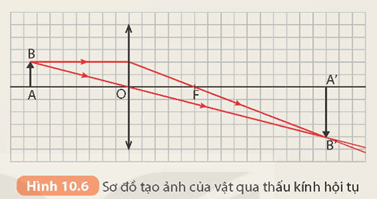 B
A
O
F
A'
B'
Hình 10.6 Sơ đồ tạo ảnh của vật qua thấu kính hội tụ